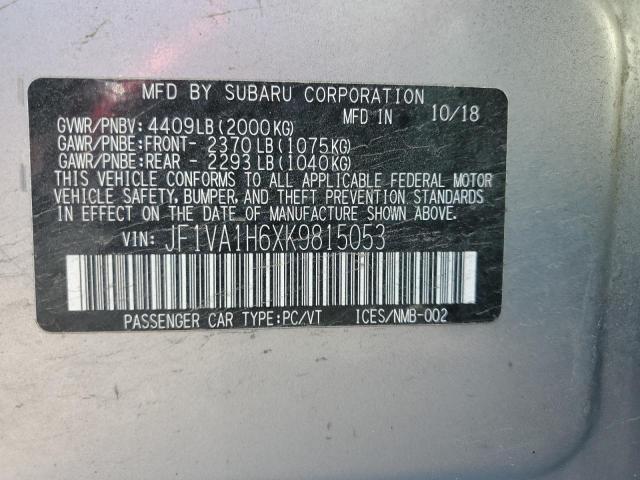 MFD BY SUBARU CORPORATION
MFD IN 10/18
GVWR/PNBV: 4409LB(2000KG)
GAWR/PNBE:FRONT- 2370LB(1075KG)
GAWR/PNBE:REAR - 2293LB(1040KG)
THIS VEHICLE CONFORMS TO ALL APPLICABLE FEDERAL MOTOR
VEHICLE SAFETY, BUMPER, AND THEFT PREVENTION STANDARDS
IN EFFECT ON THE DATE OF MANUFACTURE SHOWN ABOVE.
VIN: JF1VA1H6XK9815053
PASSENGER CAR TYPE:PC/VT ICES/NMB-002